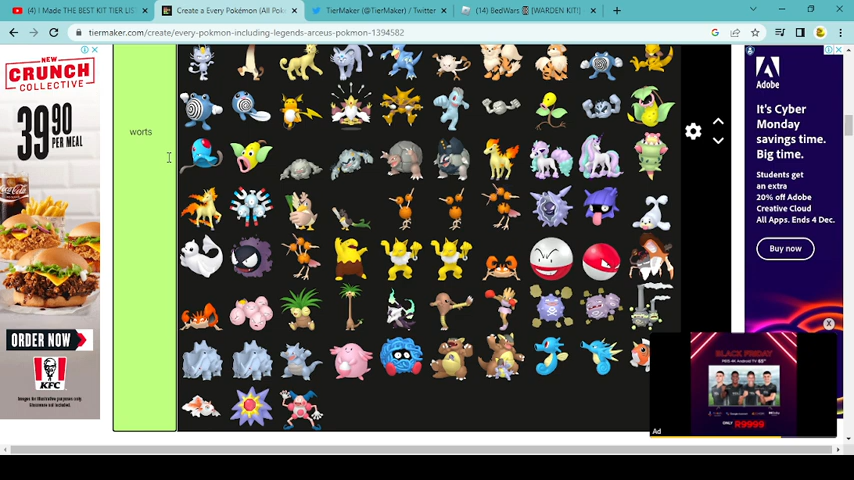 (4) I Made THE BEST KIT TIER LIS
Create a Every Pokémon (All Pok
TierMaker (@TierMaker) / Twitter
(14) BedWars [WARDEN KIT!]
tiermaker.com/create/every-pokmon-including-legends-arceus-pokmon-1394582
NEW
CRUNCH
COLLECTIVE
39.90
PER MEAL
ORDER NOW
KFC
worts
Adobe
It's Cyber
Monday
savings time.
Big time.
Students get
an extra
20% off Adobe
Creative Cloud
All Apps. Ends 4 Dec.
Buy now
BLACK FRIDAY
ONLY R9999
Ad